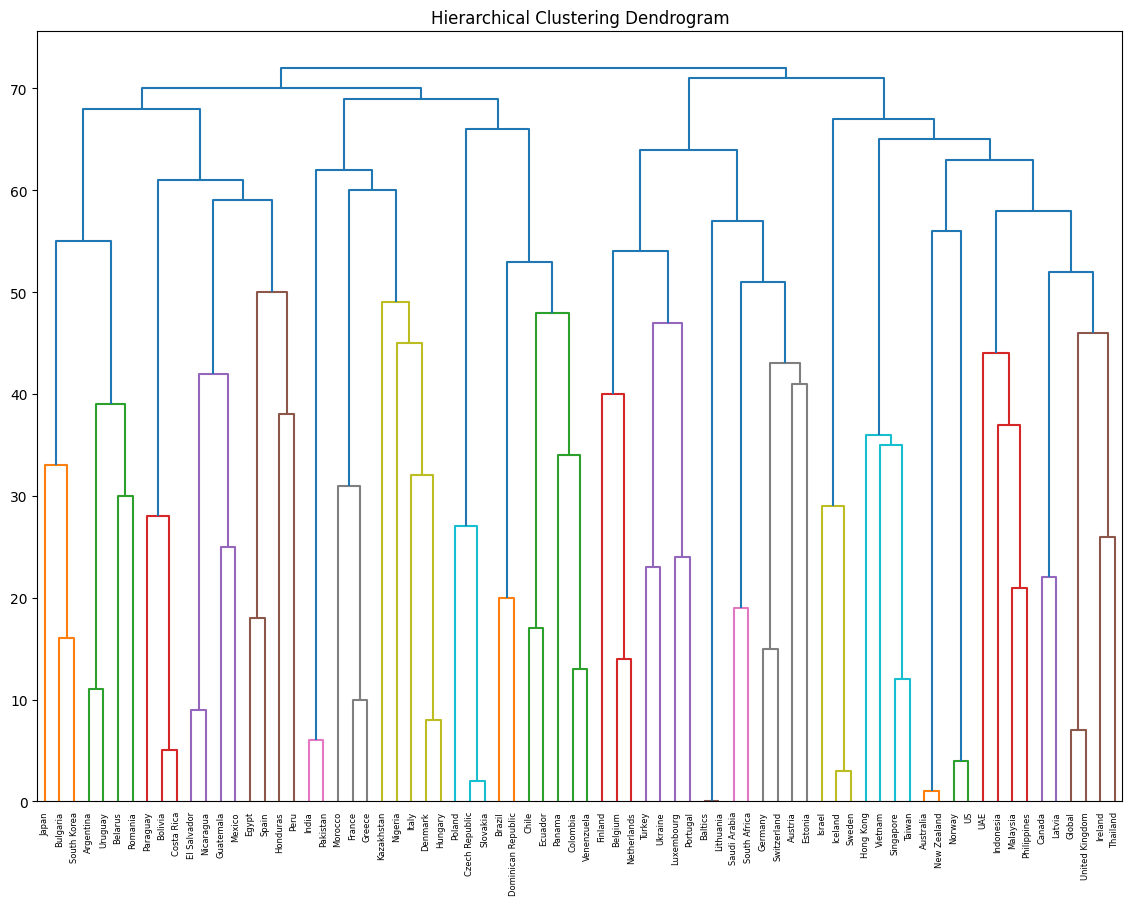 Hierarchical Clustering Dendrogram
70
60
50
40
30
20
10
0
Japan
Bulgaria
South Korea
Argentina
Uruguay
Belarus
Romania
Paraguay
Bolivia
Costa Rica
El Salvador
Nicaragua
Guatemala
Mexico
Egypt
Spain
Honduras
Peru
India
Pakistan
Morocco
France
Greece
Kazakhstan
Nigeria
Italy
Denmark
Hungary
Poland
Czech Republic
Slovakia
Brazil
Dominican Republic
Chile
Ecuador
Panama
Colombia
Venezuela
Finland
Belgium
Netherlands
Turkey
Ukraine
Luxembourg
Portugal
Baltics
Lithuania
Saudi Arabia
South Africa
Germany
Switzerland
Austria
Estonia
Israel
Iceland
Sweden
Hong Kong
Vietnam
Singapore
Taiwan
Australia
New Zealand
Norway
US
UAE
Indonesia
Malaysia
Philippines
Canada
Latvia
Global
United Kingdom
Ireland
Thailand